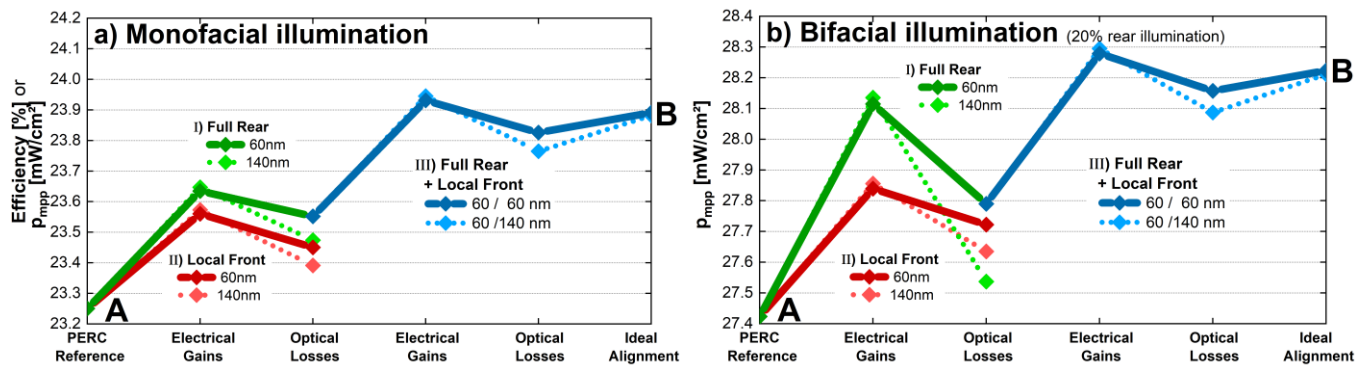 a) Monofacial illumination
Efficiency [%] or
pmpp [mW/cm²]
24.2
24.1
24.0
23.9
23.8
23.7
23.6
23.5
23.4
23.3
23.2
I) Full Rear
60nm
140nm
II) Local Front
60nm
140nm
III) Full Rear
+ Local Front
60 / 60 nm
60 /140 nm
A
B
PERC
Reference
Electrical
Gains
Optical
Losses
Electrical
Gains
Optical
Losses
Ideal
Alignment
b) Bifacial illumination (20% rear illumination)
pmpp [mW/cm²]
28.4
28.3
28.2
28.1
28.0
27.9
27.8
27.7
27.6
27.5
27.4
I) Full Rear
60nm
140nm
II) Local Front
60nm
140nm
III) Full Rear
+ Local Front
60 / 60 nm
60 /140 nm
A
B
PERC
Reference
Electrical
Gains
Optical
Losses
Electrical
Gains
Optical
Losses
Ideal
Alignment